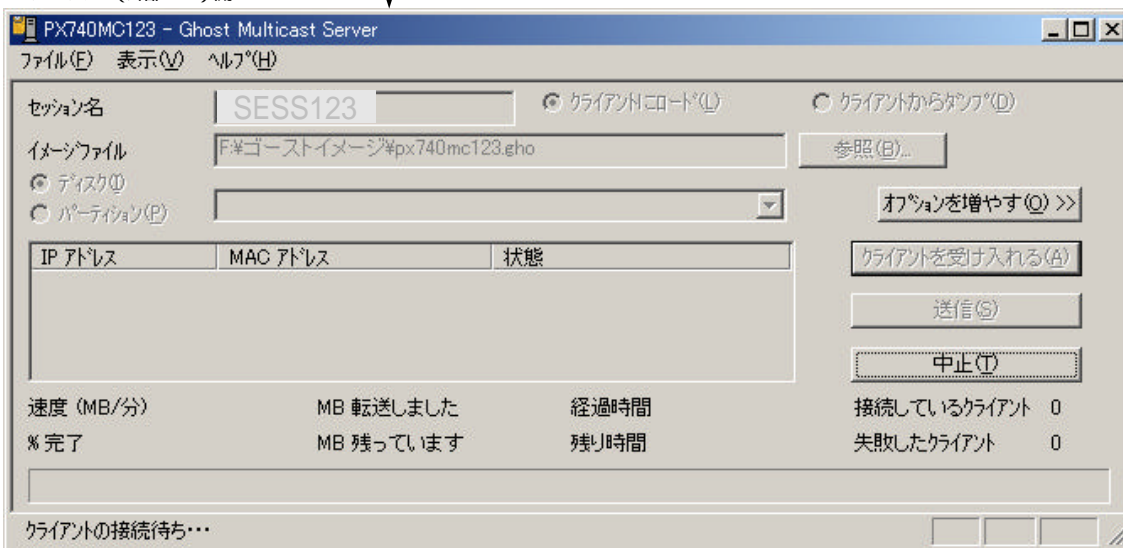 PX740MC123 - Ghost Multicast Server
ファイル(F) 表示(V) ヘルプ(H)
セッション名 SESS123 クライアントにロード(L) クライアントからダンプ(D)
イメージファイル F:¥ゴーストイメージ¥px740mc123.gho 参照(B)...
ディスク(I)
パーティション(P) オプションを増やす(O) >>
IP アドレス MAC アドレス 状態 クライアントを受け入れる(A)
送信(S)
中止(T)
速度 (MB/分) MB 転送しました 経過時間 接続しているクライアント 0
% 完了 MB 残っています 残り時間 失敗したクライアント 0
クライアントの接続待ち・・・